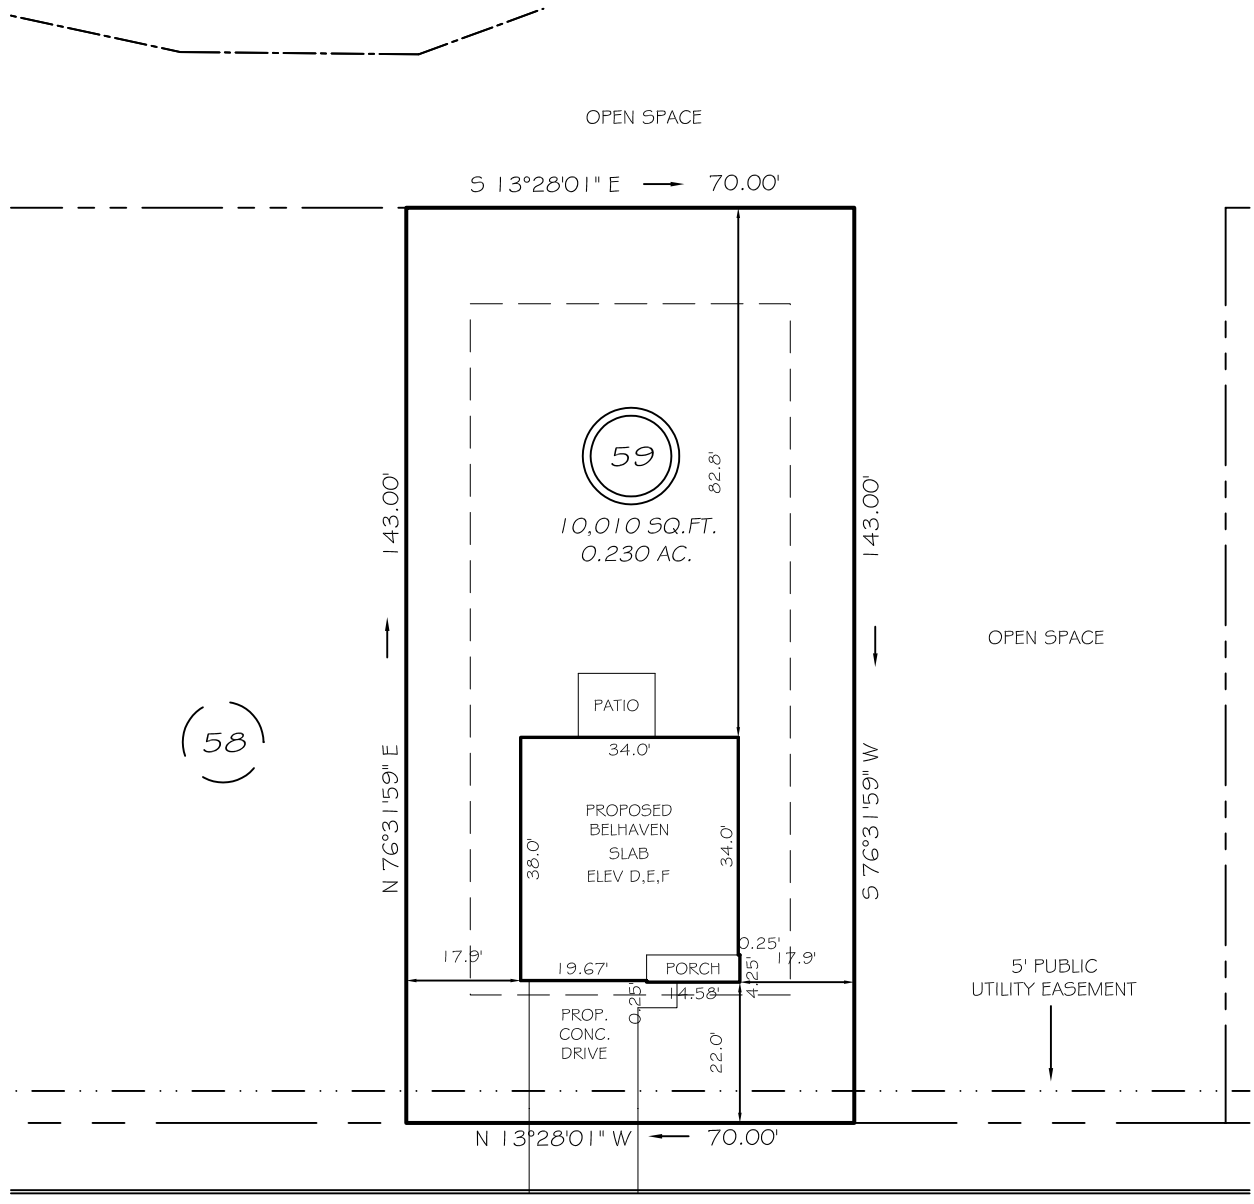 OPEN SPACE
S 13°28'01" E 70.00'
59
82.8'
10,010 SQ.FT.
0.230 AC.
143.00'
143.00'
OPEN SPACE
58
PATIO
34.0'
N 76°31'59" E
S 76°31'59" W
PROPOSED
BELHAVEN
SLAB
ELEV D,E,F
38.0'
34.0'
0.25'
17.9'
17.9'
19.67'
PORCH
4.25'
14.58'
0.25'
5' PUBLIC
UTILITY EASEMENT
PROP.
CONC.
DRIVE
22.0'
N 13°28'01" W 70.00'